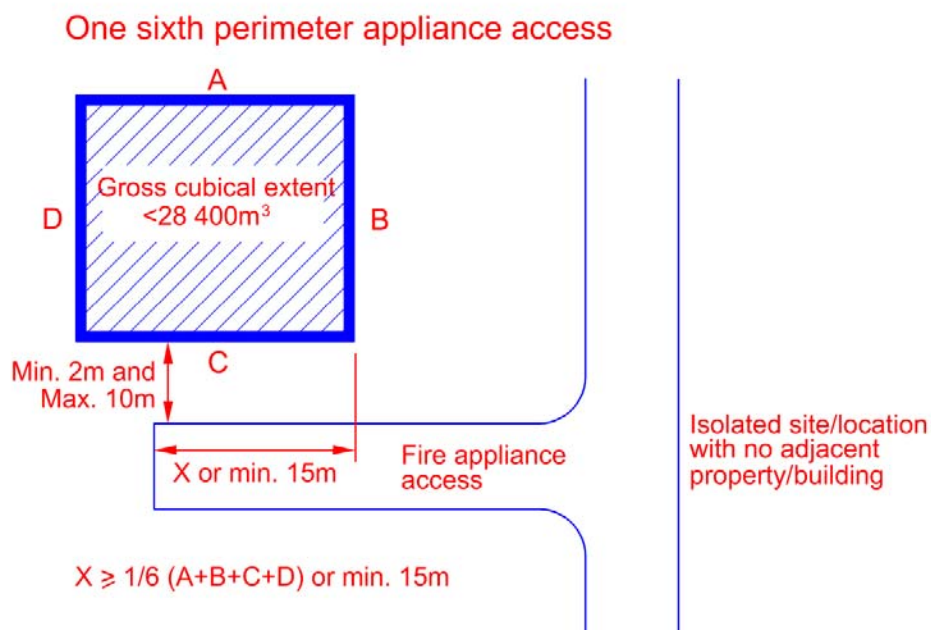 One sixth perimeter appliance access
A
Gross cubical extent
<28 400m³
D
B
C
Min. 2m and
Max. 10m
X or min. 15m
Fire appliance
access
Isolated site/location
with no adjacent
property/building
X ⩾ 1/6 (A+B+C+D) or min. 15m